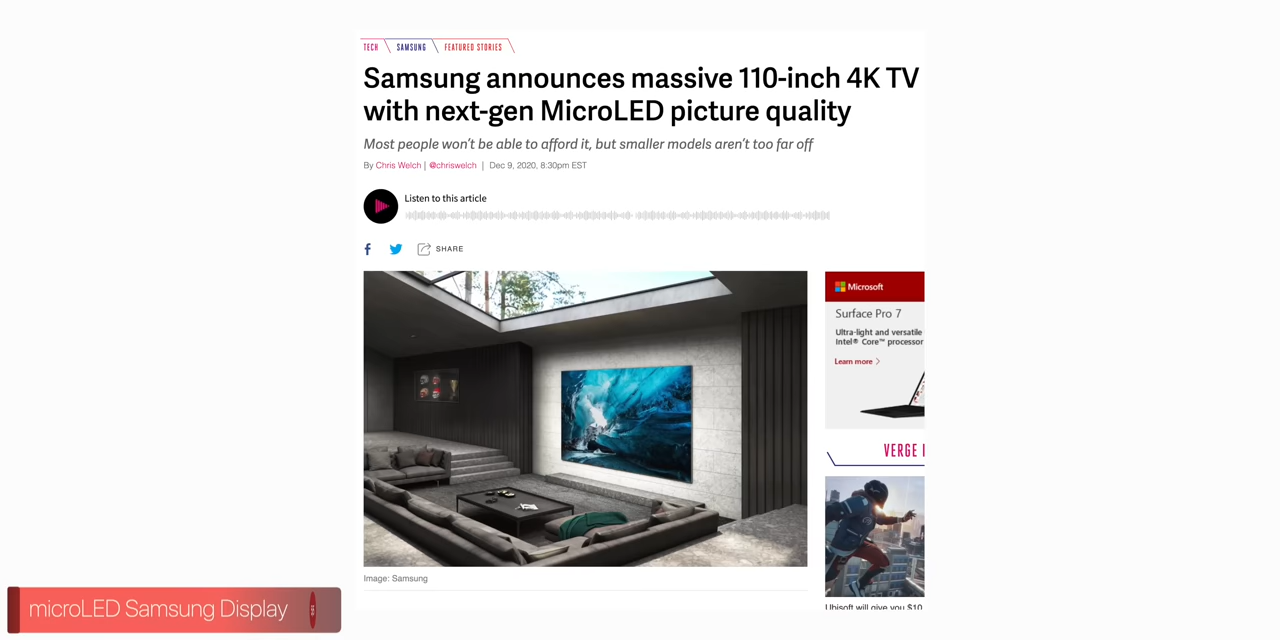 TECH SAMSUNG FEATURED STORIES
Samsung announces massive 110-inch 4K TV
with next-gen MicroLED picture quality
Most people won't be able to afford it, but smaller models aren't too far off
By Chris Welch | @chriswelch | Dec 9, 2020, 8:30pm EST
Listen to this article
SHARE
Microsoft
Surface Pro 7
Ultra-light and versatile
Intel® Core™ processor
Learn more >
VERGE
Image: Samsung
Ubisoft will give you $10
microLED Samsung Display